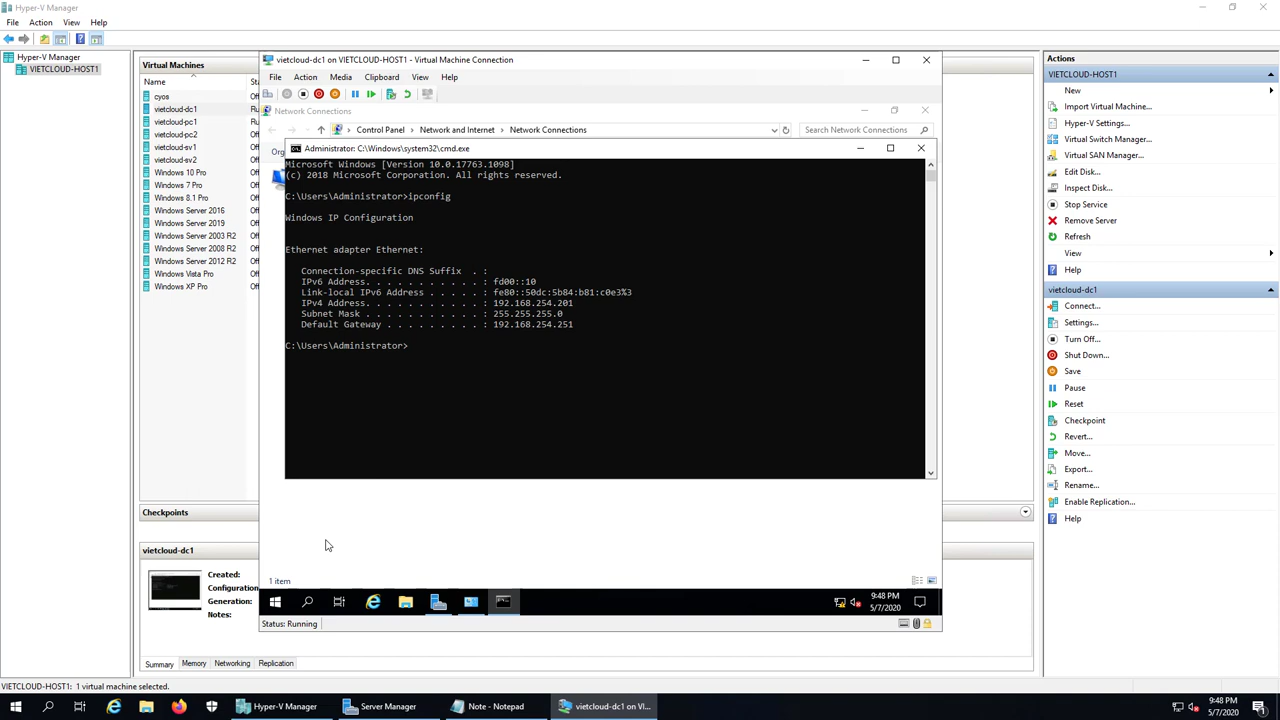 Hyper-V Manager
File Action View Help
Hyper-V Manager
VIETCLOUD-HOST1
Virtual Machines
Name
cyos
vietcloud-dc1
vietcloud-pc1
vietcloud-pc2
vietcloud-sv1
vietcloud-sv2
Windows 10 Pro
Windows 7 Pro
Windows 8.1 Pro
Windows Server 2016
Windows Server 2019
Windows Server 2003 R2
Windows Server 2008 R2
Windows Server 2012 R2
Windows Vista Pro
Windows XP Pro
Checkpoints
vietcloud-dc1
Created:
Configuration
Generation:
Notes:
Summary Memory Networking Replication
vietcloud-dc1 on VIETCLOUD-HOST1 - Virtual Machine Connection
File Action Media Clipboard View Help
Network Connections
Control Panel Network and Internet Network Connections
Search Network Connections
Org
Administrator: C:\Windows\system32\cmd.exe
Microsoft Windows [Version 10.0.17763.1098]
(c) 2018 Microsoft Corporation. All rights reserved.
C:\Users\Administrator>ipconfig
Windows IP Configuration
Ethernet adapter Ethernet:
Connection-specific DNS Suffix . :
IPv6 Address. . . . . . . . . . . : fd00::10
Link-local IPv6 Address . . . . . : fe80::50dc:5b84:b81:c0e3%3
IPv4 Address. . . . . . . . . . . : 192.168.254.201
Subnet Mask . . . . . . . . . . . : 255.255.255.0
Default Gateway . . . . . . . . . : 192.168.254.251
C:\Users\Administrator>
1 item
9:48 PM
5/7/2020
Status: Running
Actions
VIETCLOUD-HOST1
New
Import Virtual Machine...
Hyper-V Settings...
Virtual Switch Manager...
Virtual SAN Manager...
Edit Disk...
Inspect Disk...
Stop Service
Remove Server
Refresh
View
Help
vietcloud-dc1
Connect...
Settings...
Turn Off...
Shut Down...
Save
Pause
Reset
Checkpoint
Revert...
Move...
Export...
Rename...
Enable Replication...
Help
VIETCLOUD-HOST1: 1 virtual machine selected.
Hyper-V Manager
Server Manager
Note - Notepad
vietcloud-dc1 on VI...
9:48 PM
5/7/2020